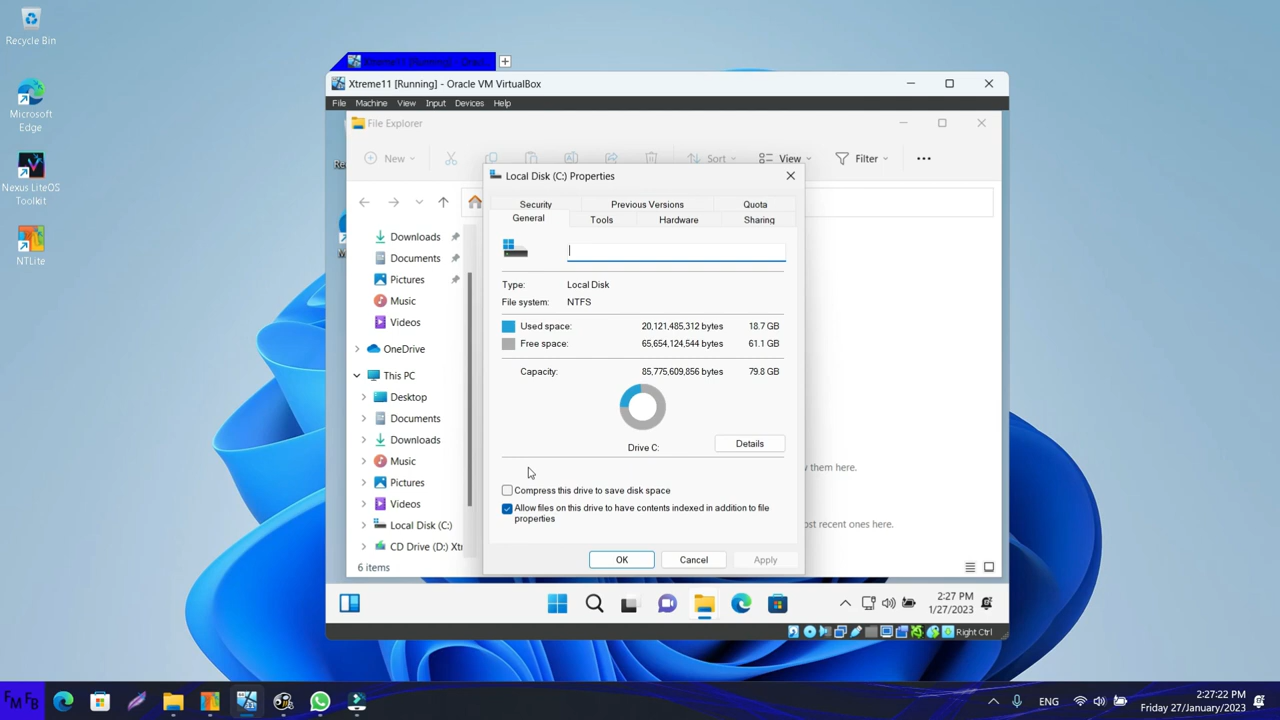 Recycle Bin
Microsoft
Edge
Nexus LiteOS
Toolkit
NTLite
Xtreme11 [Running] - Oracl
Xtreme11 [Running] - Oracle VM VirtualBox
File Machine View Input Devices Help
File Explorer
New Sort View Filter
Downloads
Documents
Pictures
Music
Videos
OneDrive
This PC
Desktop
Documents
Downloads
Music
Pictures
Videos
Local Disk (C:)
CD Drive (D:) Xtr
6 items
Local Disk (C:) Properties
Security Previous Versions Quota
General Tools Hardware Sharing
Type: Local Disk
File system: NTFS
Used space: 20,121,485,312 bytes 18.7 GB
Free space: 65,654,124,544 bytes 61.1 GB
Capacity: 85,775,609,856 bytes 79.8 GB
Drive C:
Details
Compress this drive to save disk space
Allow files on this drive to have contents indexed in addition to file
properties
OK Cancel Apply
them here.
ost recent ones here.
2:27 PM
1/27/2023
Right Ctrl
FM FB
ENG
2:27:22 PM
Friday 27/January/2023